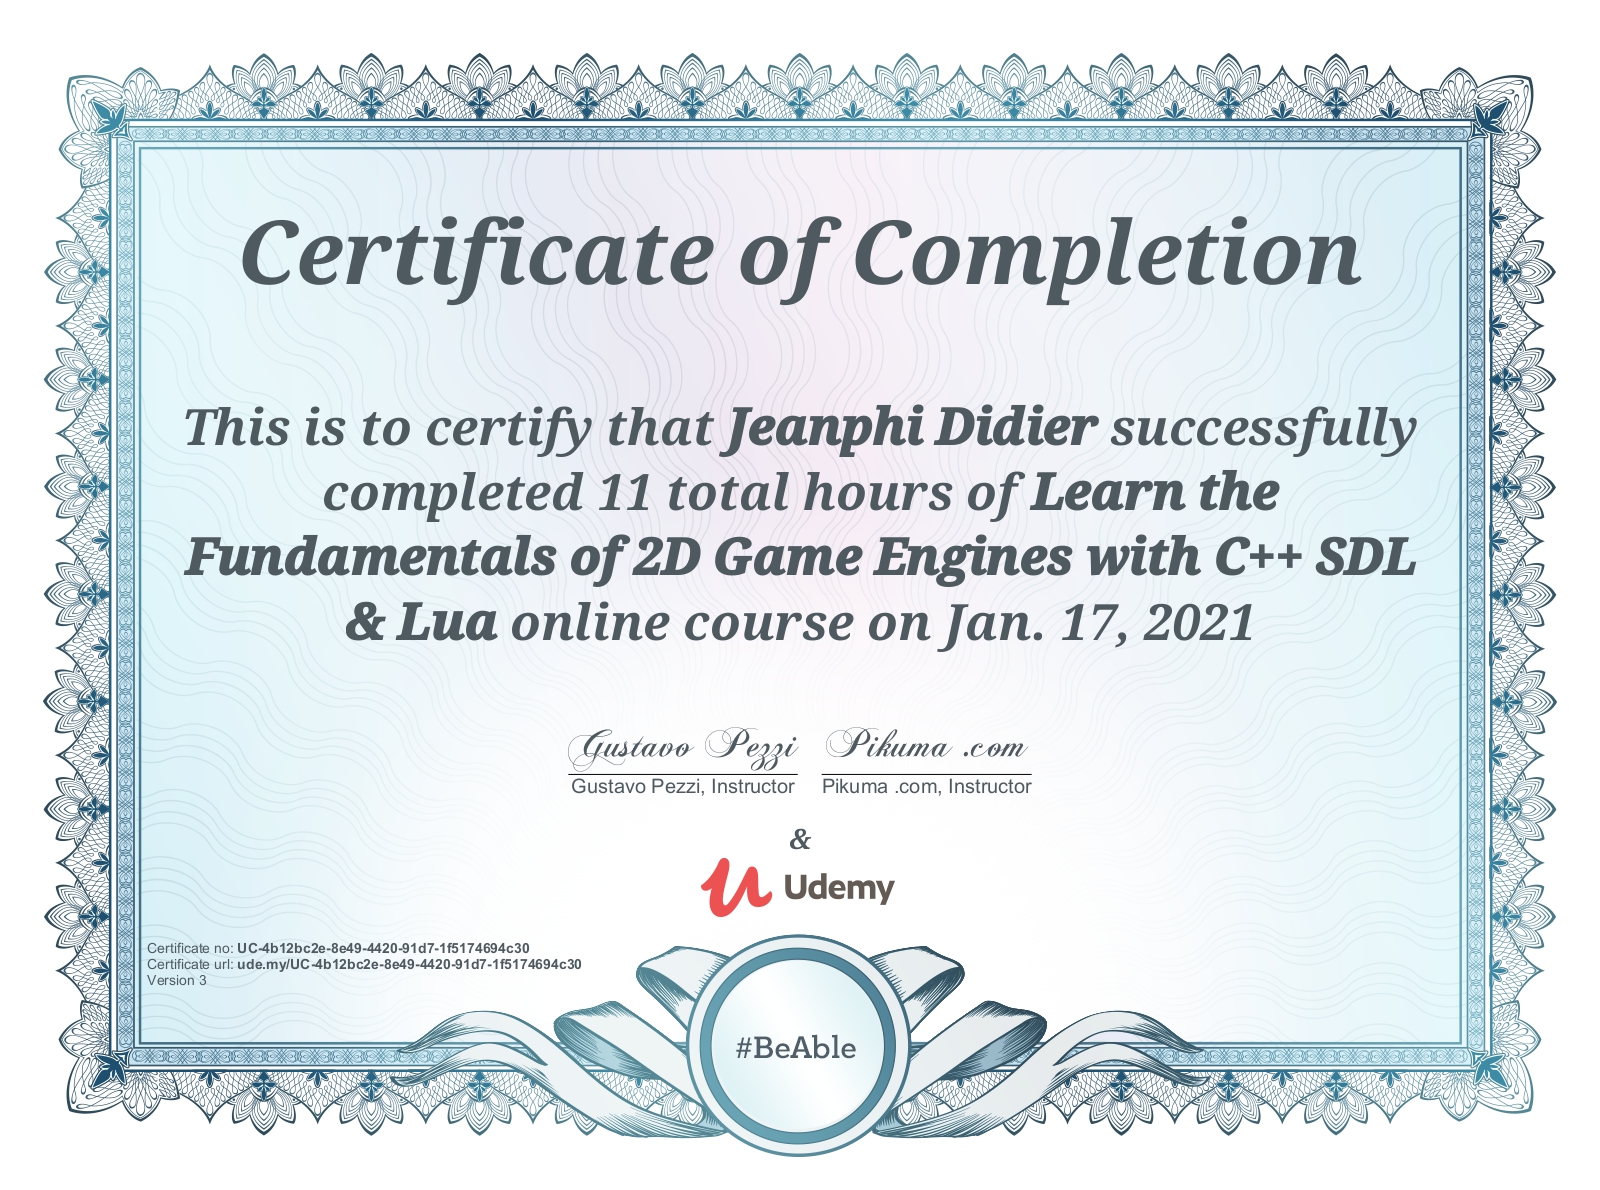 Certificate of Completion
This is to certify that Jeanphi Didier successfully
completed 11 total hours of Learn the
Fundamentals of 2D Game Engines with C++ SDL
& Lua online course on Jan. 17, 2021
Gustavo Pezzi Pikuma .com
Gustavo Pezzi, Instructor Pikuma .com, Instructor
&
Udemy
Certificate no: UC-4b12bc2e-8e49-4420-91d7-1f5174694c30
Certificate url: ude.my/UC-4b12bc2e-8e49-4420-91d7-1f5174694c30
Version 3
#BeAble